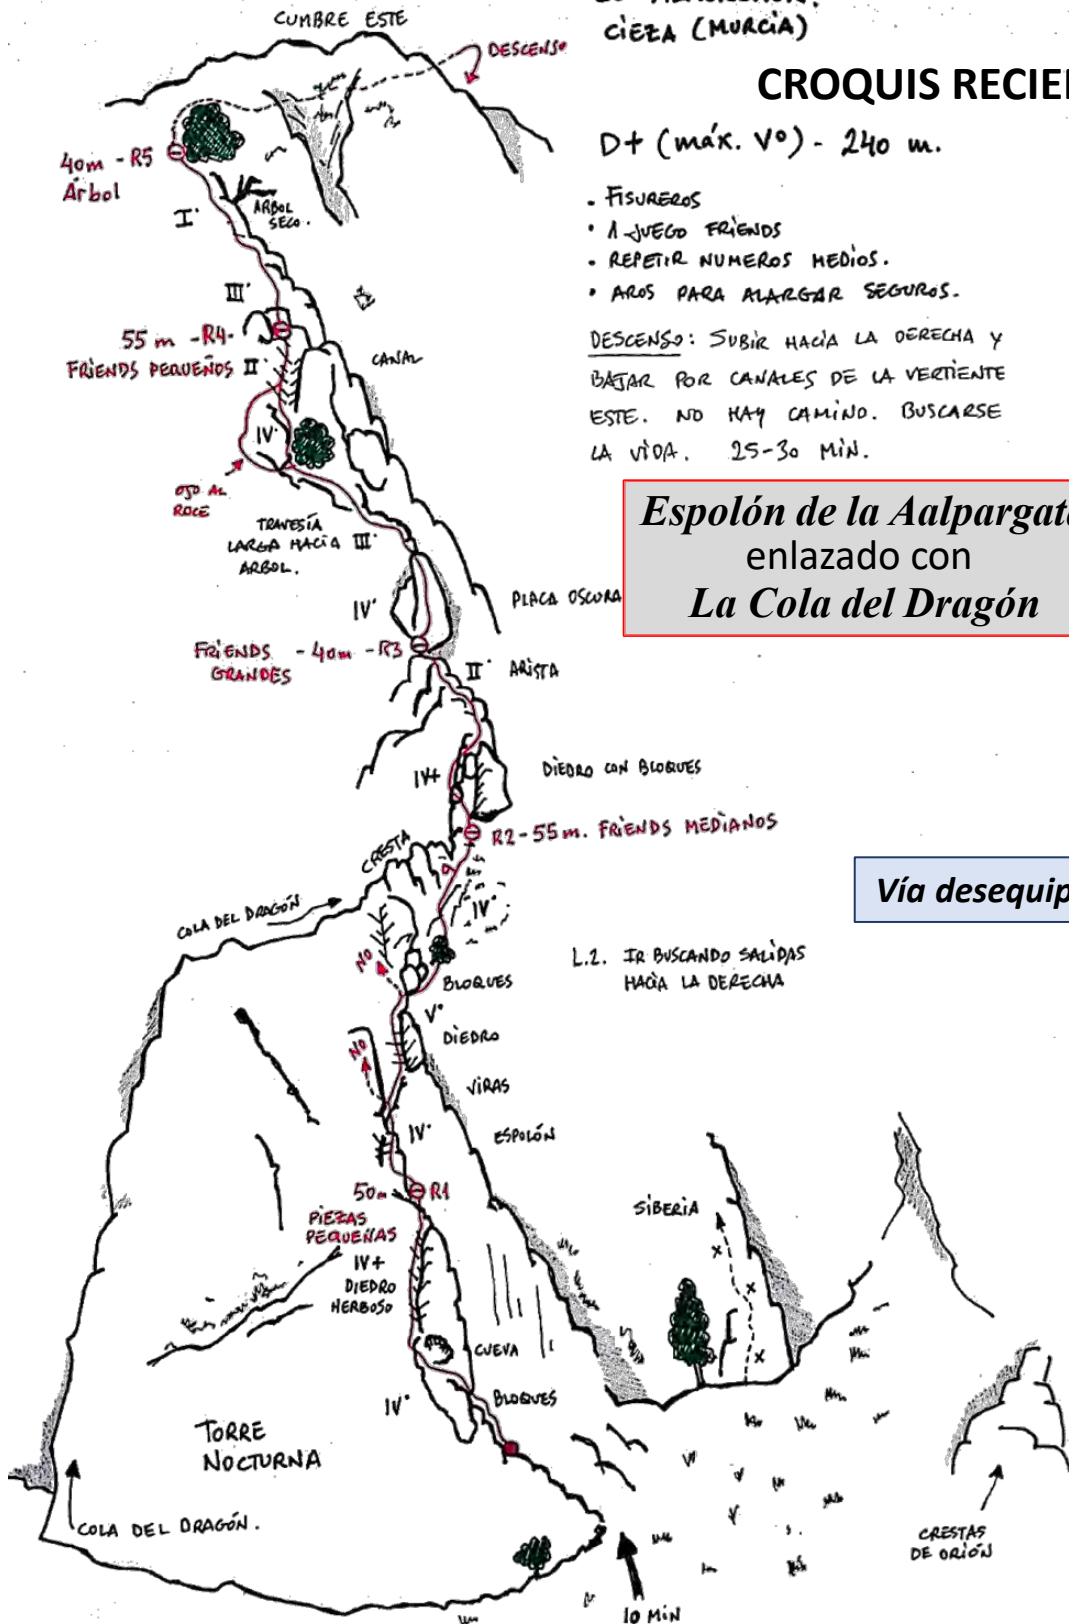 CUMBRE ESTE
CIEZA (MURCIA)
DESCENSO
CROQUIS RECIE
D+ (máx. Vº) - 240 m.
40m - R5
Árbol
ARBOL
SECO.
I°
• FISUREROS
• 1 JUEGO FRIENDS
• REPETIR NUMEROS MEDIOS.
• AROS PARA ALARGAR SEGUROS.
III°
55 m - R4 -
FRIENDS PEQUEÑOS
II°
CANAL
DESCENSO: SUBIR HACIA LA DERECHA Y
BAJAR POR CANALES DE LA VERTIENTE
ESTE. NO HAY CAMINO. BUSCARSE
LA VIDA. 25-30 MIN.
IV°
OJO AL
ROCE
TRAVESÍA
LARGA HACIA
ARBOL.
III°
Espolón de la Aalpargat
enlazado con
La Cola del Dragón
PLACA OSCURA
IV°
FRIENDS - 40m - R3
GRANDES
II°
ARISTA
DIEDRO CON BLOQUES
IV+
R2 - 55 m. FRIENDS MEDIANOS
CRESTA
Vía desequip
COLA DEL DRAGÓN
IV°
L.2. IR BUSCANDO SALIDAS
HACIA LA DERECHA
NO
BLOQUES
V°
DIEDRO
NO
VIRAS
IV°
ESPOLÓN
50m
R1
PIEZAS
PEQUEÑAS
SIBERIA
IV+
DIEDRO
HERBOSO
CUEVA
IV°
BLOQUES
TORRE
NOCTURNA
COLA DEL DRAGÓN.
CRESTAS
DE ORIÓN
10 MIN